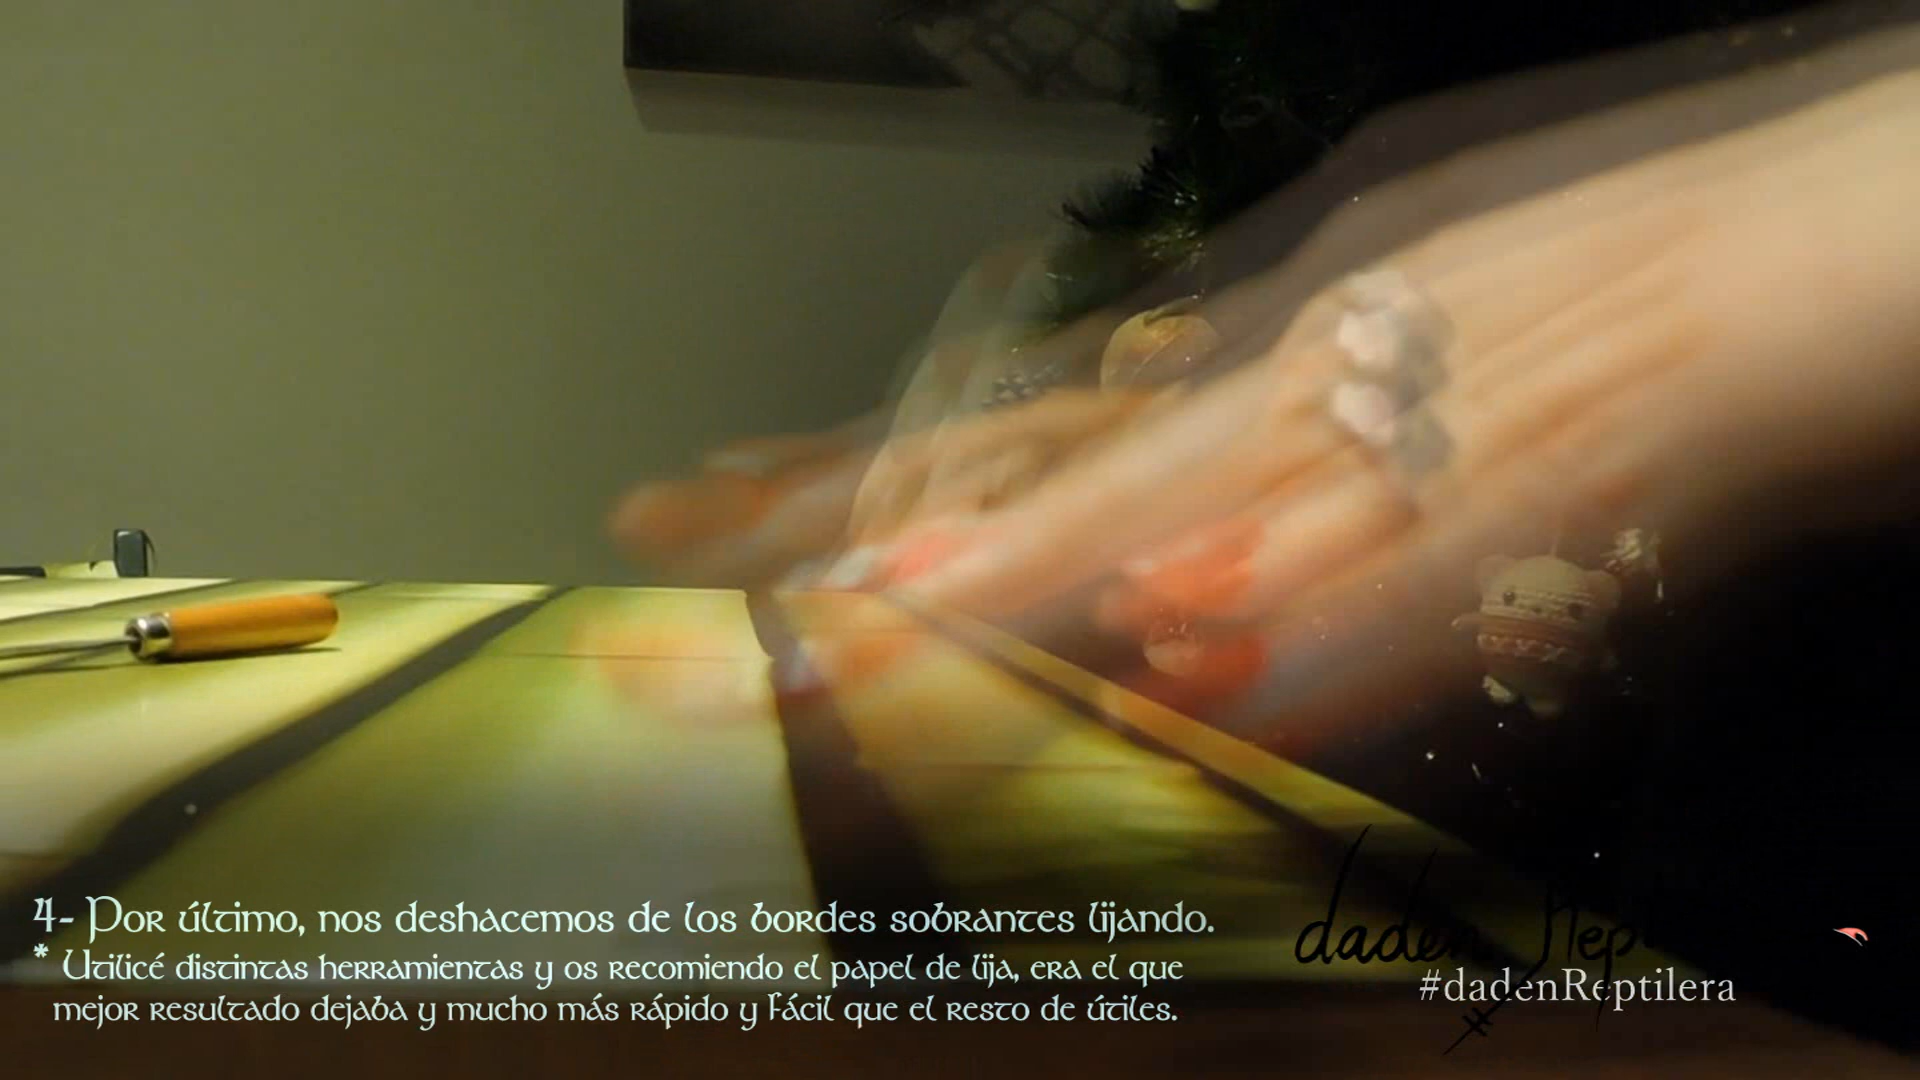 4- Por último, nos deshacemos de los bordes sobrantes lijando.
* Utilicé distintas herramientas y os recomiendo el papel de lija, era el que
mejor resultado dejaba y mucho más rápido y fácil que el resto de útiles.
daden
#dadenReptilera